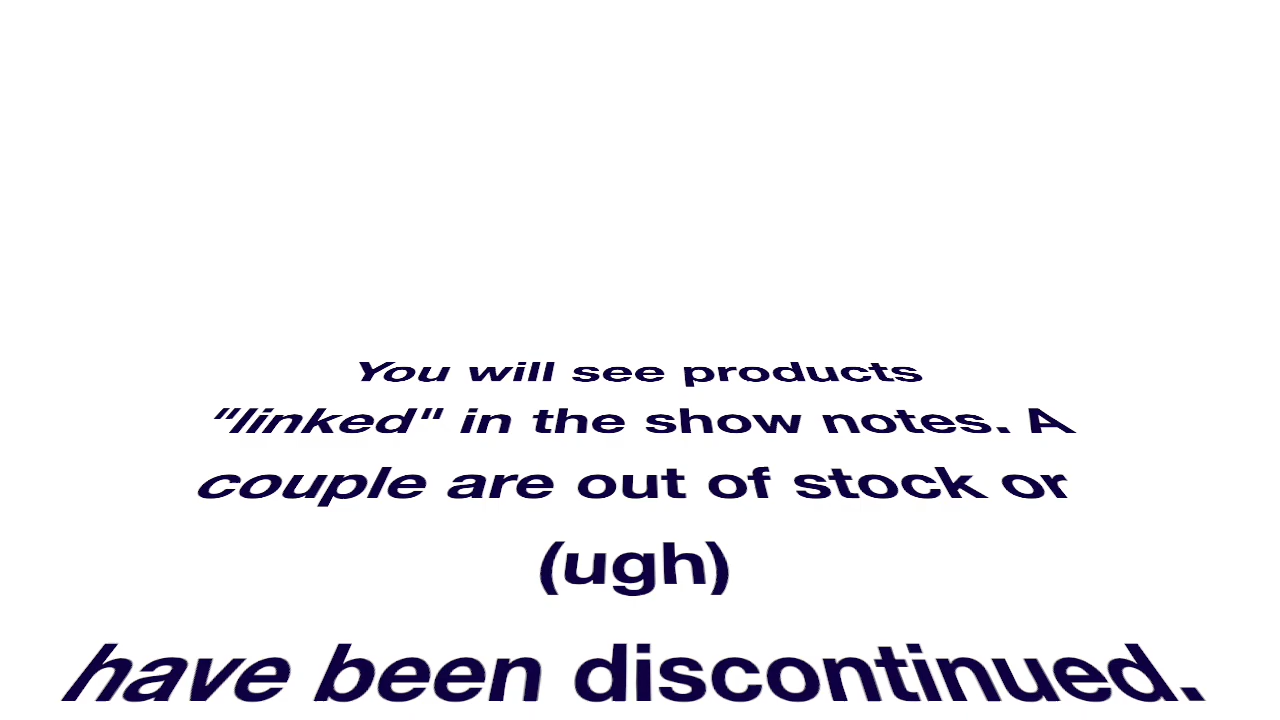 You will see products
"linked" in the show notes. A
couple are out of stock or
(ugh)
have been discontinued.